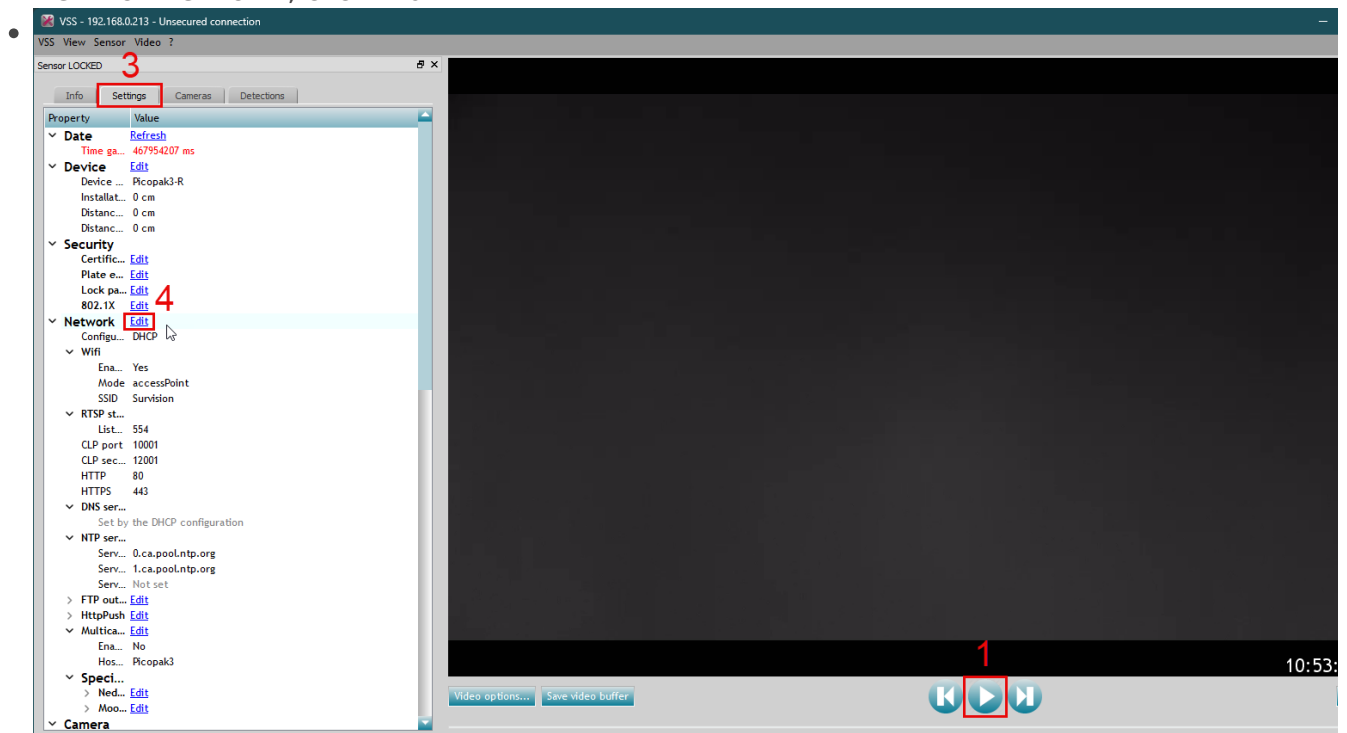 VSS - 192.168.0.213 - Unsecured connection
VSS View Sensor Video ?
Sensor LOCKED
3
Info Settings Cameras Detections
Property Value
Date Refresh
Time ga... 467954207 ms
Device Edit
Device ... Picopak3-R
Installat... 0 cm
Distanc... 0 cm
Distanc... 0 cm
Security
Certific... Edit
Plate e... Edit
Lock pa... Edit
802.1X Edit
4
Network Edit
Configu... DHCP
Wifi
Ena... Yes
Mode accessPoint
SSID Survision
RTSP st...
List... 554
CLP port 10001
CLP sec... 12001
HTTP 80
HTTPS 443
DNS ser...
Set by the DHCP configuration
NTP ser...
Serv... 0.ca.pool.ntp.org
Serv... 1.ca.pool.ntp.org
Serv... Not set
FTP out... Edit
HttpPush Edit
Multica... Edit
Ena... No
Hos... Picopak3
Speci...
Ned... Edit
Moo... Edit
Camera
1
10:53:
Video options... Save video buffer